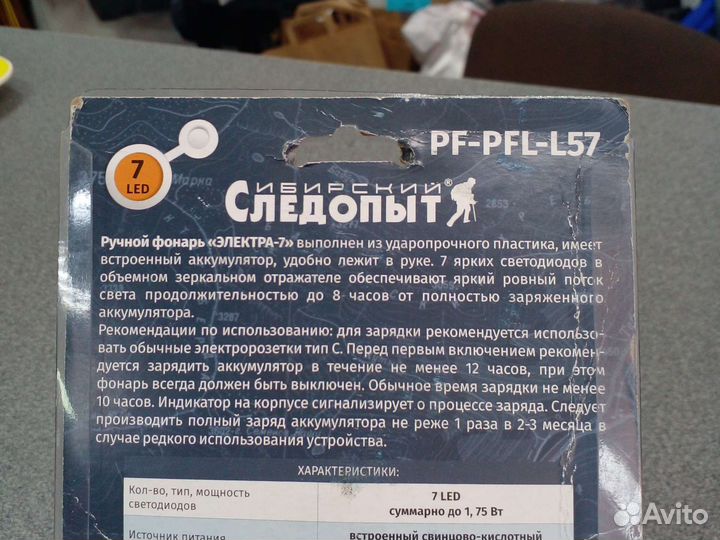 PF-PFL-L57
7
LED
СИБИРСКИЙ
СЛЕДОПЫТ®
Ручной фонарь «ЭЛЕКТРА-7» выполнен из ударопрочного пластика, имеет
встроенный аккумулятор, удобно лежит в руке. 7 ярких светодиодов в
объемном зеркальном отражателе обеспечивают яркий ровный поток
света продолжительностью до 8 часов от полностью заряженного
аккумулятора.
Рекомендации по использованию: для зарядки рекомендуется использо-
вать обычные электророзетки тип С. Перед первым включением рекомен-
дуется зарядить аккумулятор в течение не менее 12 часов, при этом
фонарь всегда должен быть выключен. Обычное время зарядки не менее
10 часов. Индикатор на корпусе сигнализирует о процессе заряда. Следует
производить полный заряд аккумулятора не реже 1 раза в 2-3 месяца в
случае редкого использования устройства.
ХАРАКТЕРИСТИКИ:
Кол-во, тип, мощность
светодиодов
7 LED
суммарно до 1, 75 Вт
Источник питания
встроенный свинцово-кислотный
Avito